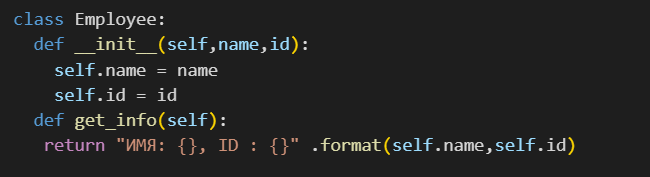 class Employee:
  def __init__(self,name,id):
    self.name = name
    self.id = id
  def get_info(self):
   return "ИМЯ: {}, ID : {}" .format(self.name,self.id)